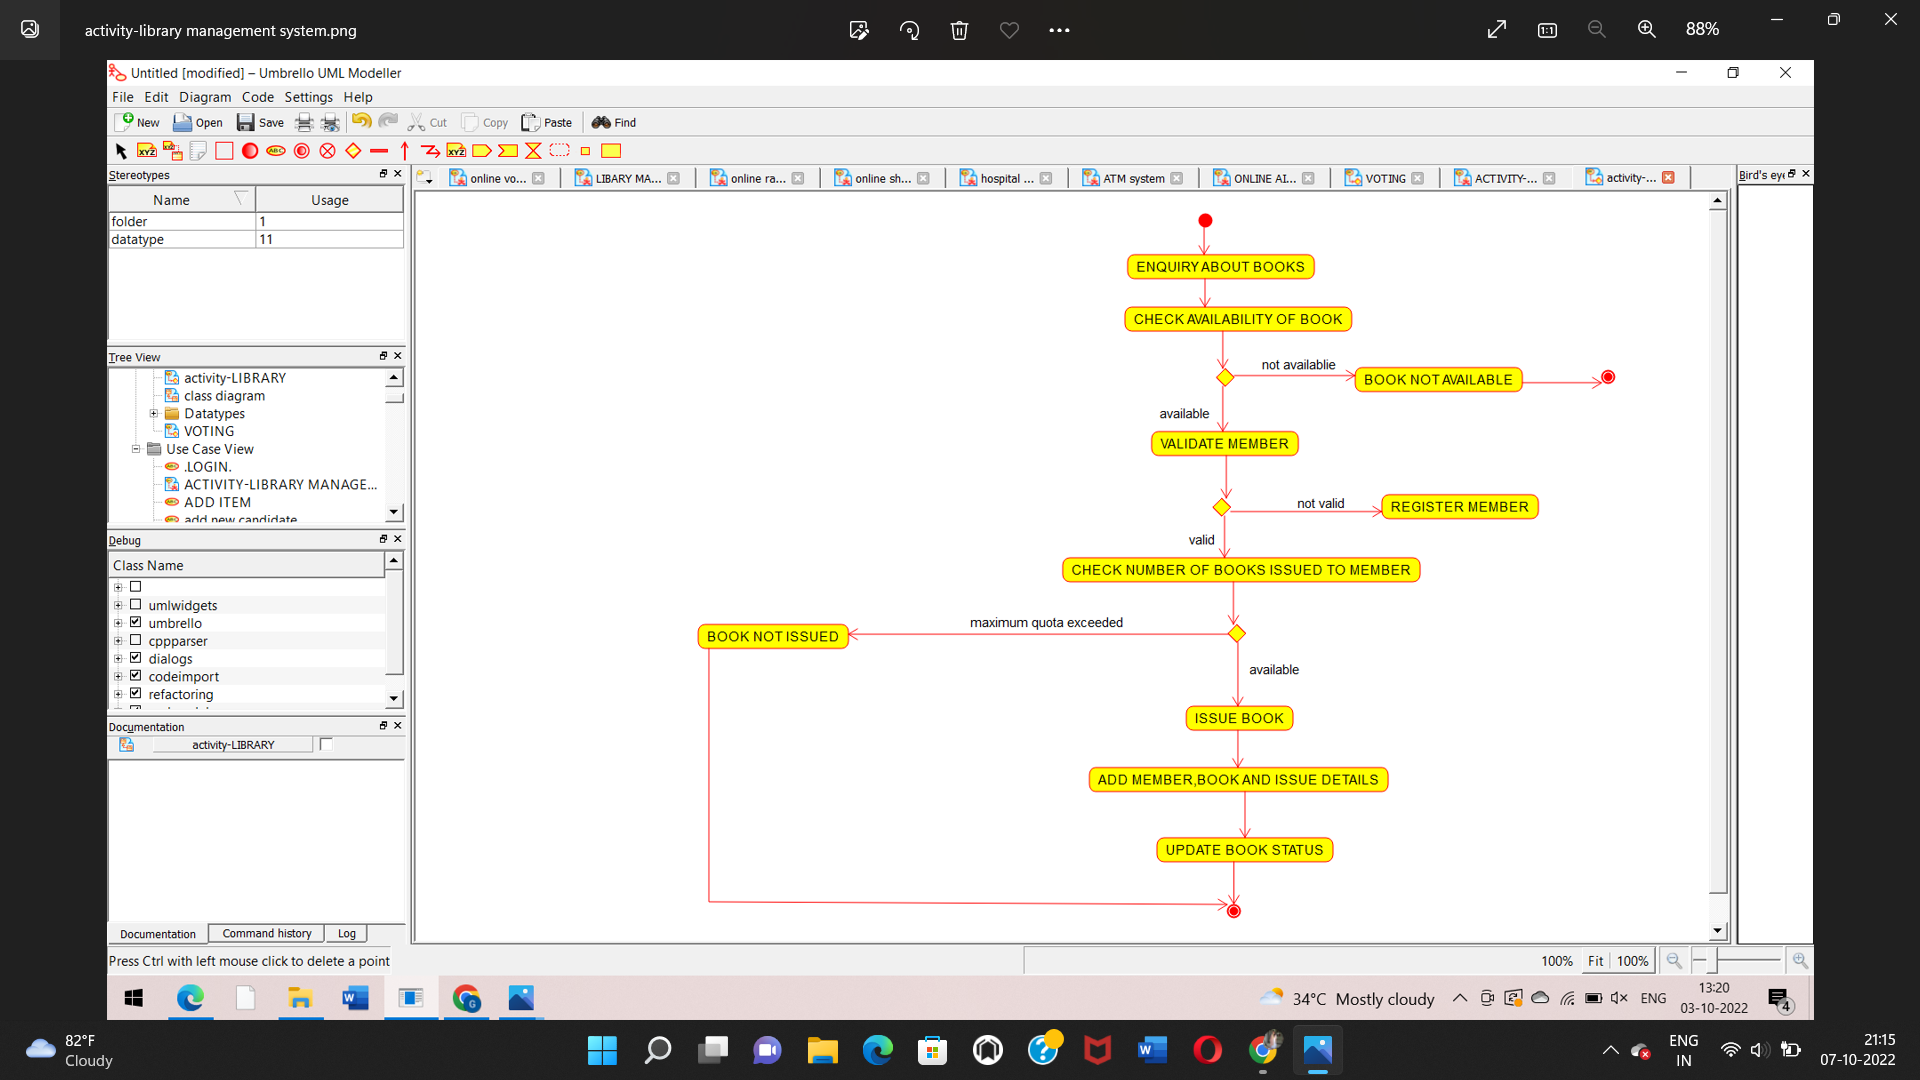 activity-library management system.png
88%
Untitled [modified] – Umbrello UML Modeller
File Edit Diagram Code Settings Help
New Open Save Cut Copy Paste Find
Stereotypes
Name Usage
folder 1
datatype 11
Tree View
activity-LIBRARY
class diagram
Datatypes
VOTING
Use Case View
.LOGIN.
ACTIVITY-LIBRARY MANAGE...
ADD ITEM
add new candidate
Debug
Class Name
umlwidgets
umbrello
cppparser
dialogs
codeimport
refactoring
Documentation
activity-LIBRARY
Documentation Command history Log
Press Ctrl with left mouse click to delete a point
online vo... LIBARY MA... online ra... online sh... hospital ... ATM system ONLINE AI... VOTING ACTIVITY-... activity-...
Bird's eye
ENQUIRY ABOUT BOOKS
CHECK AVAILABILITY OF BOOK
not availablie
BOOK NOT AVAILABLE
available
VALIDATE MEMBER
not valid
REGISTER MEMBER
valid
CHECK NUMBER OF BOOKS ISSUED TO MEMBER
maximum quota exceeded
BOOK NOT ISSUED
available
ISSUE BOOK
ADD MEMBER,BOOK AND ISSUE DETAILS
UPDATE BOOK STATUS
100% Fit 100%
34°C Mostly cloudy
ENG
13:20
03-10-2022
4
82°F
Cloudy
ENG
IN
21:15
07-10-2022